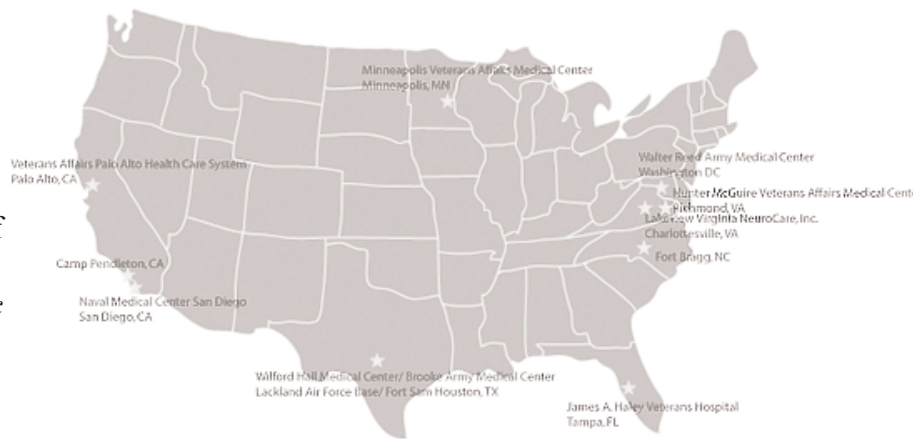 Minneapolis Veterans Affairs Medical Center
Minneapolis, MN
Walter Reed Army Medical Center
Washington DC
Veterans Affairs Palo Alto Health Care System
Palo Alto, CA
Hunter McGuire Veterans Affairs Medical Cent
Richmond, VA
Lakeview Virginia NeuroCare, Inc.
Charlottesville, VA
Fort Bragg, NC
Camp Pendleton, CA
Naval Medical Center San Diego
San Diego, CA
Wilford Hall Medical Center/ Brooke Army Medical Center
Lackland Air Force Base/ Fort Sam Houston, TX
James A. Haley Veterans Hospital
Tampa, FL